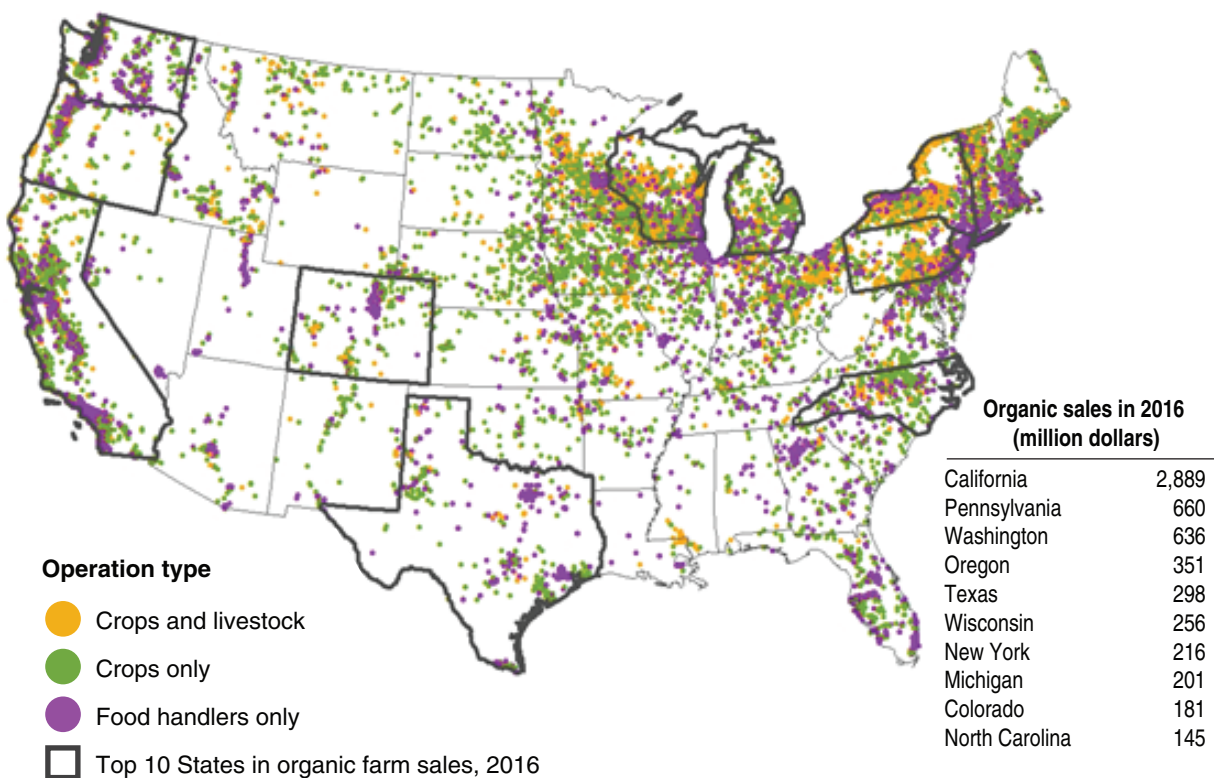 Organic sales in 2016
(million dollars)
California 2,889
Pennsylvania 660
Washington 636
Oregon 351
Texas 298
Wisconsin 256
New York 216
Michigan 201
Colorado 181
North Carolina 145
Operation type
Crops and livestock
Crops only
Food handlers only
Top 10 States in organic farm sales, 2016